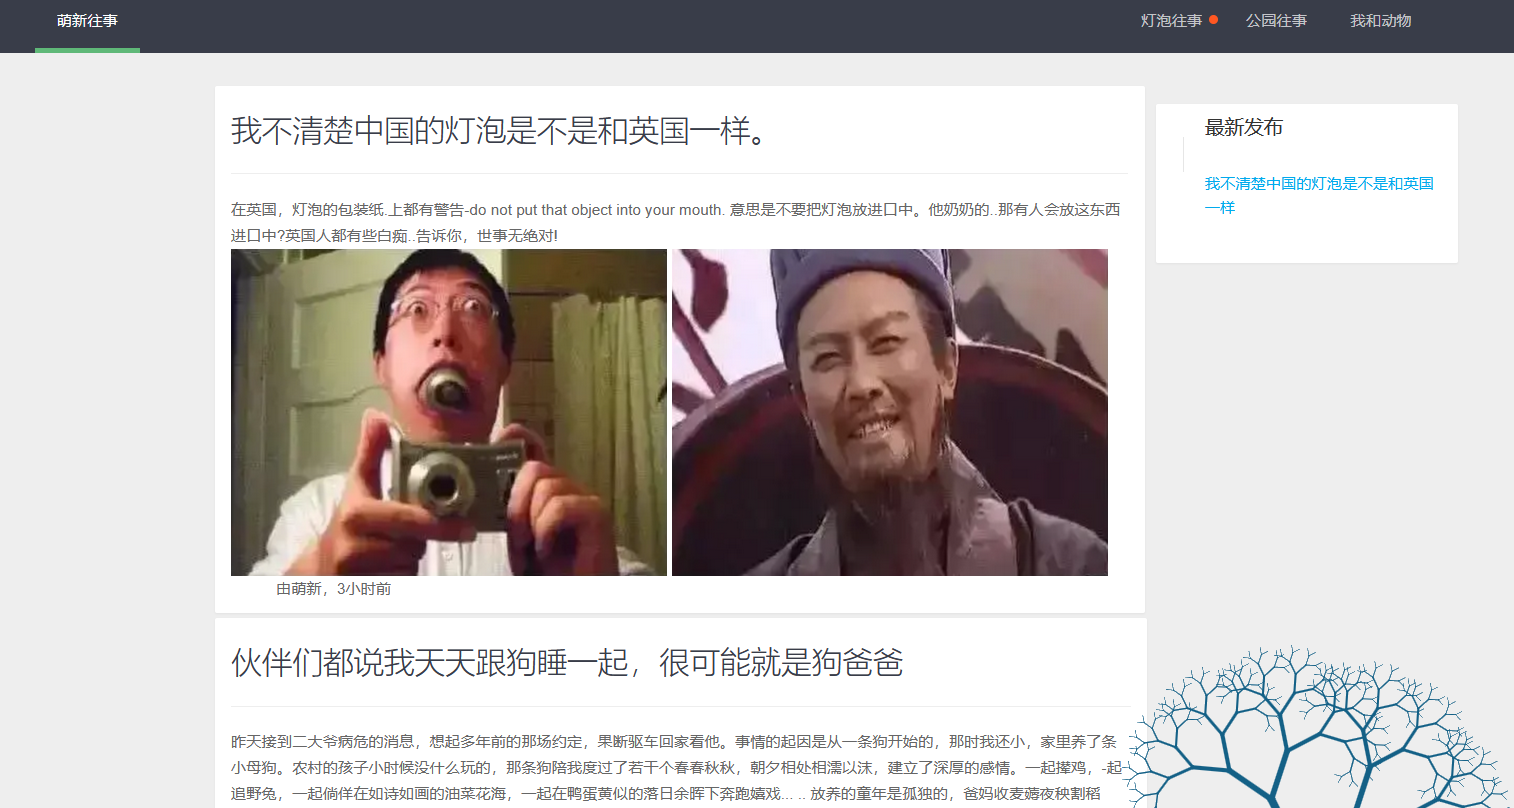 萌新往事
灯泡往事
公园往事
我和动物
我不清楚中国的灯泡是不是和英国一样。
在英国，灯泡的包装纸.上都有警告-do not put that object into your mouth. 意思是不要把灯泡放进口中。他奶奶的..那有人会放这东西
进口中?英国人都有些白痴..告诉你，世事无绝对!
由萌新，3小时前
最新发布
我不清楚中国的灯泡是不是和英国
一样
伙伴们都说我天天跟狗睡一起，很可能就是狗爸爸
昨天接到二大爷病危的消息，想起多年前的那场约定，果断驱车回家看他。事情的起因是从一条狗开始的，那时我还小，家里养了条
小母狗。农村的孩子小时候没什么玩的，那条狗陪我度过了若干个春春秋秋，朝夕相处相濡以沫，建立了深厚的感情。一起撵鸡，-起
追野兔，一起倘佯在如诗如画的油菜花海，一起在鸭蛋黄似的落日余晖下奔跑嬉戏... .. 放养的童年是孤独的，爸妈收麦薅夜秧割稻